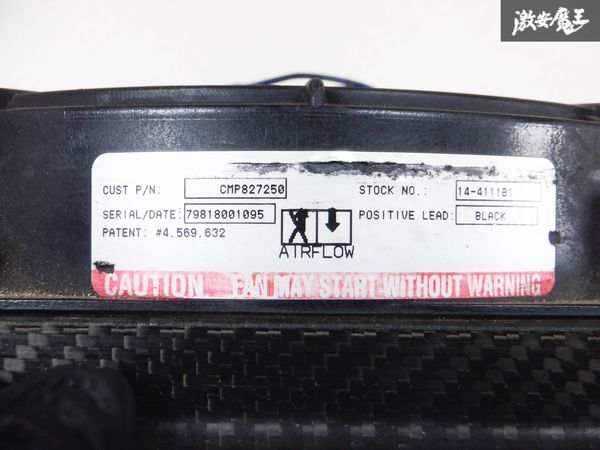 激安魔王
CUST P/N: CMP827250
STOCK NO.: 14-4111B1
SERIAL/DATE: 79818001095
POSITIVE LEAD: BLACK
PATENT: #4,569,632
AIRFLOW
CAUTION FAN MAY START WITHOUT WARNING